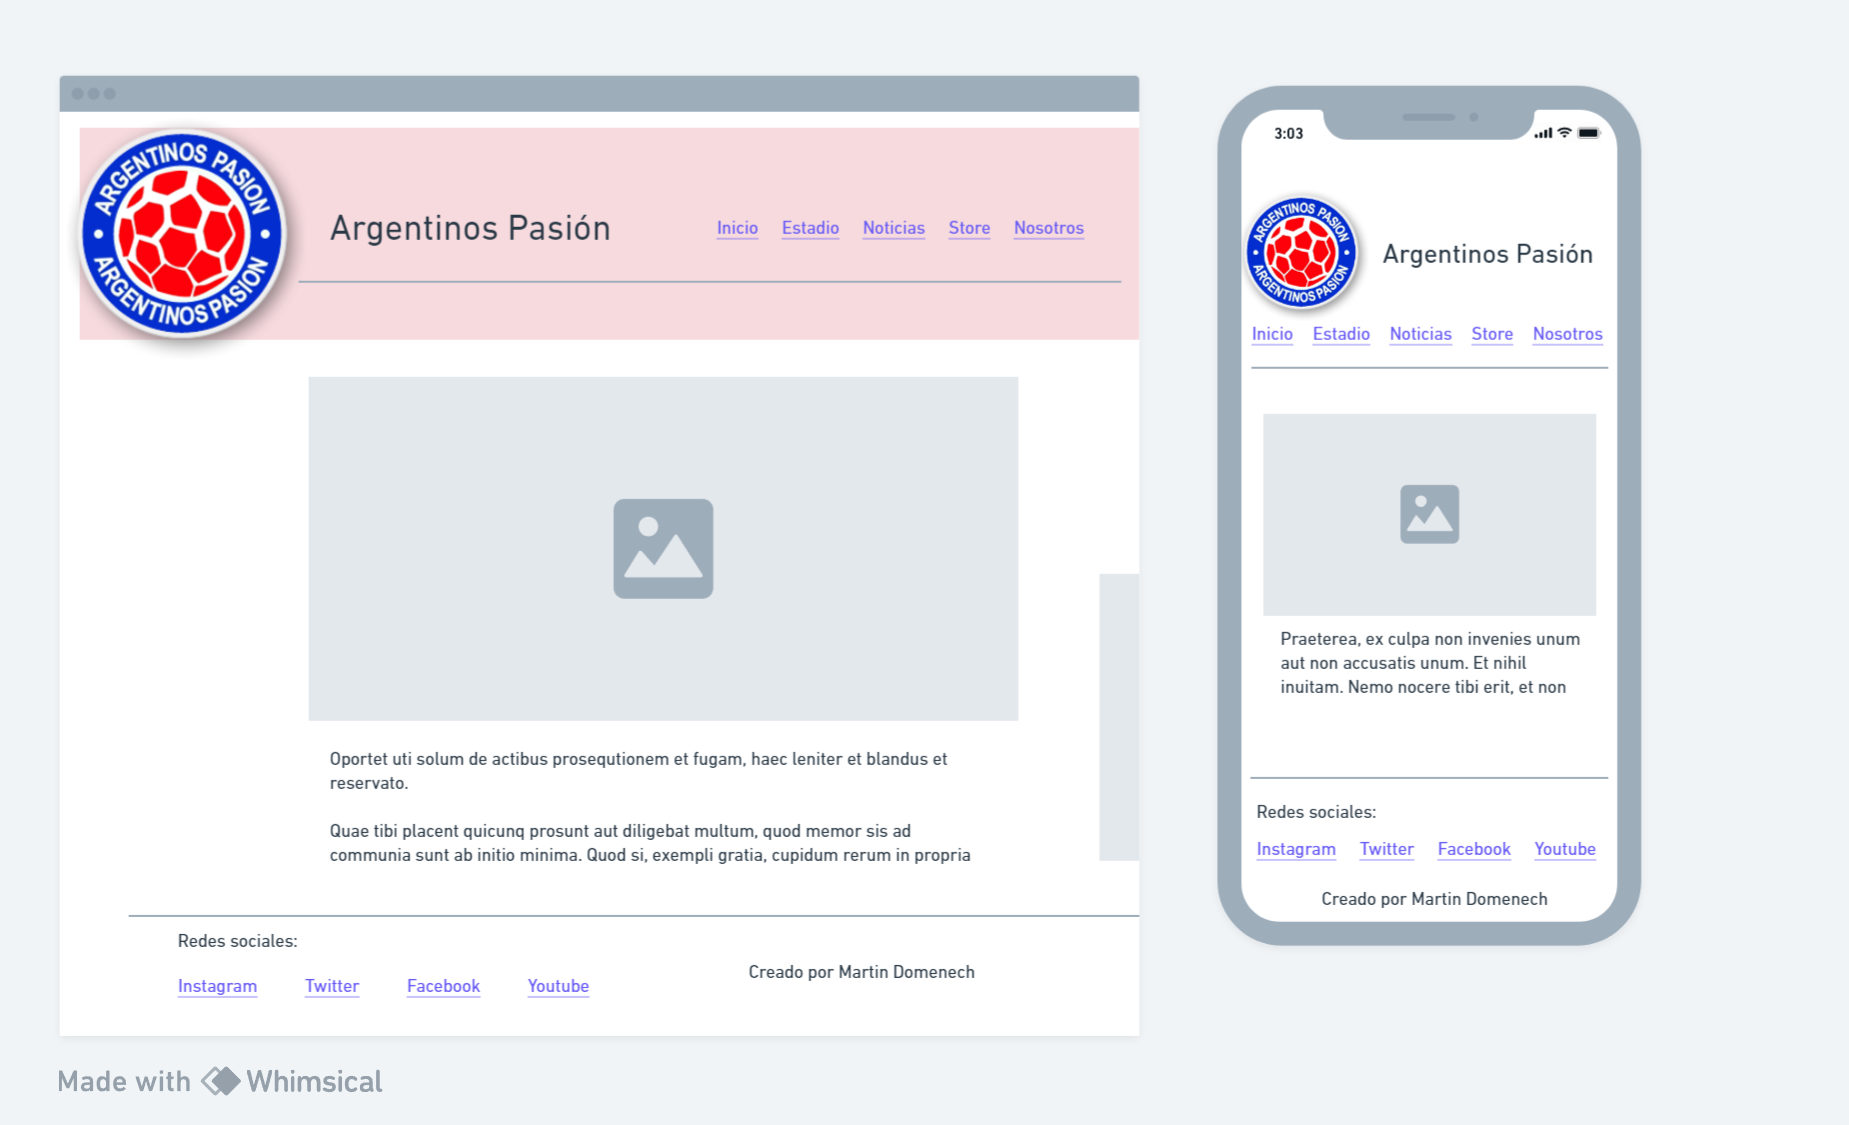 ARGENTINOS PASION
ARGENTINOS PASION
Argentinos Pasión
Inicio Estadio Noticias Store Nosotros
Oportet uti solum de actibus prosequtionem et fugam, haec leniter et blandus et
reservato.
Quae tibi placent quicunq prosunt aut diligebat multum, quod memor sis ad
communia sunt ab initio minima. Quod si, exempli gratia, cupidum rerum in propria
Redes sociales:
Instagram Twitter Facebook Youtube
Creado por Martin Domenech
3:03
ARGENTINOS PASION
ARGENTINOS PASION
Argentinos Pasión
Inicio Estadio Noticias Store Nosotros
Praeterea, ex culpa non invenies unum
aut non accusatis unum. Et nihil
inuitam. Nemo nocere tibi erit, et non
Redes sociales:
Instagram Twitter Facebook Youtube
Creado por Martin Domenech
Made with Whimsical